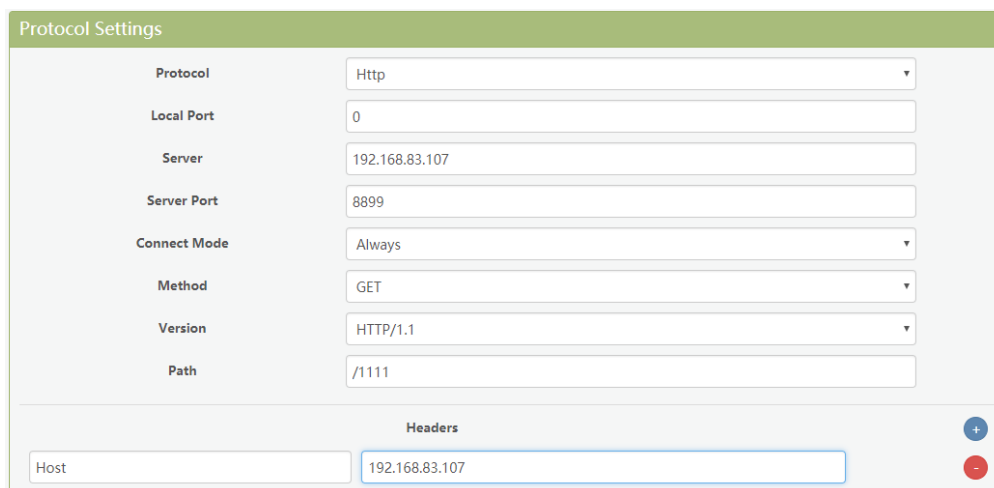 Protocol Settings
Protocol Http
Local Port 0
Server 192.168.83.107
Server Port 8899
Connect Mode Always
Method GET
Version HTTP/1.1
Path /1111
Headers +
Host 192.168.83.107 -